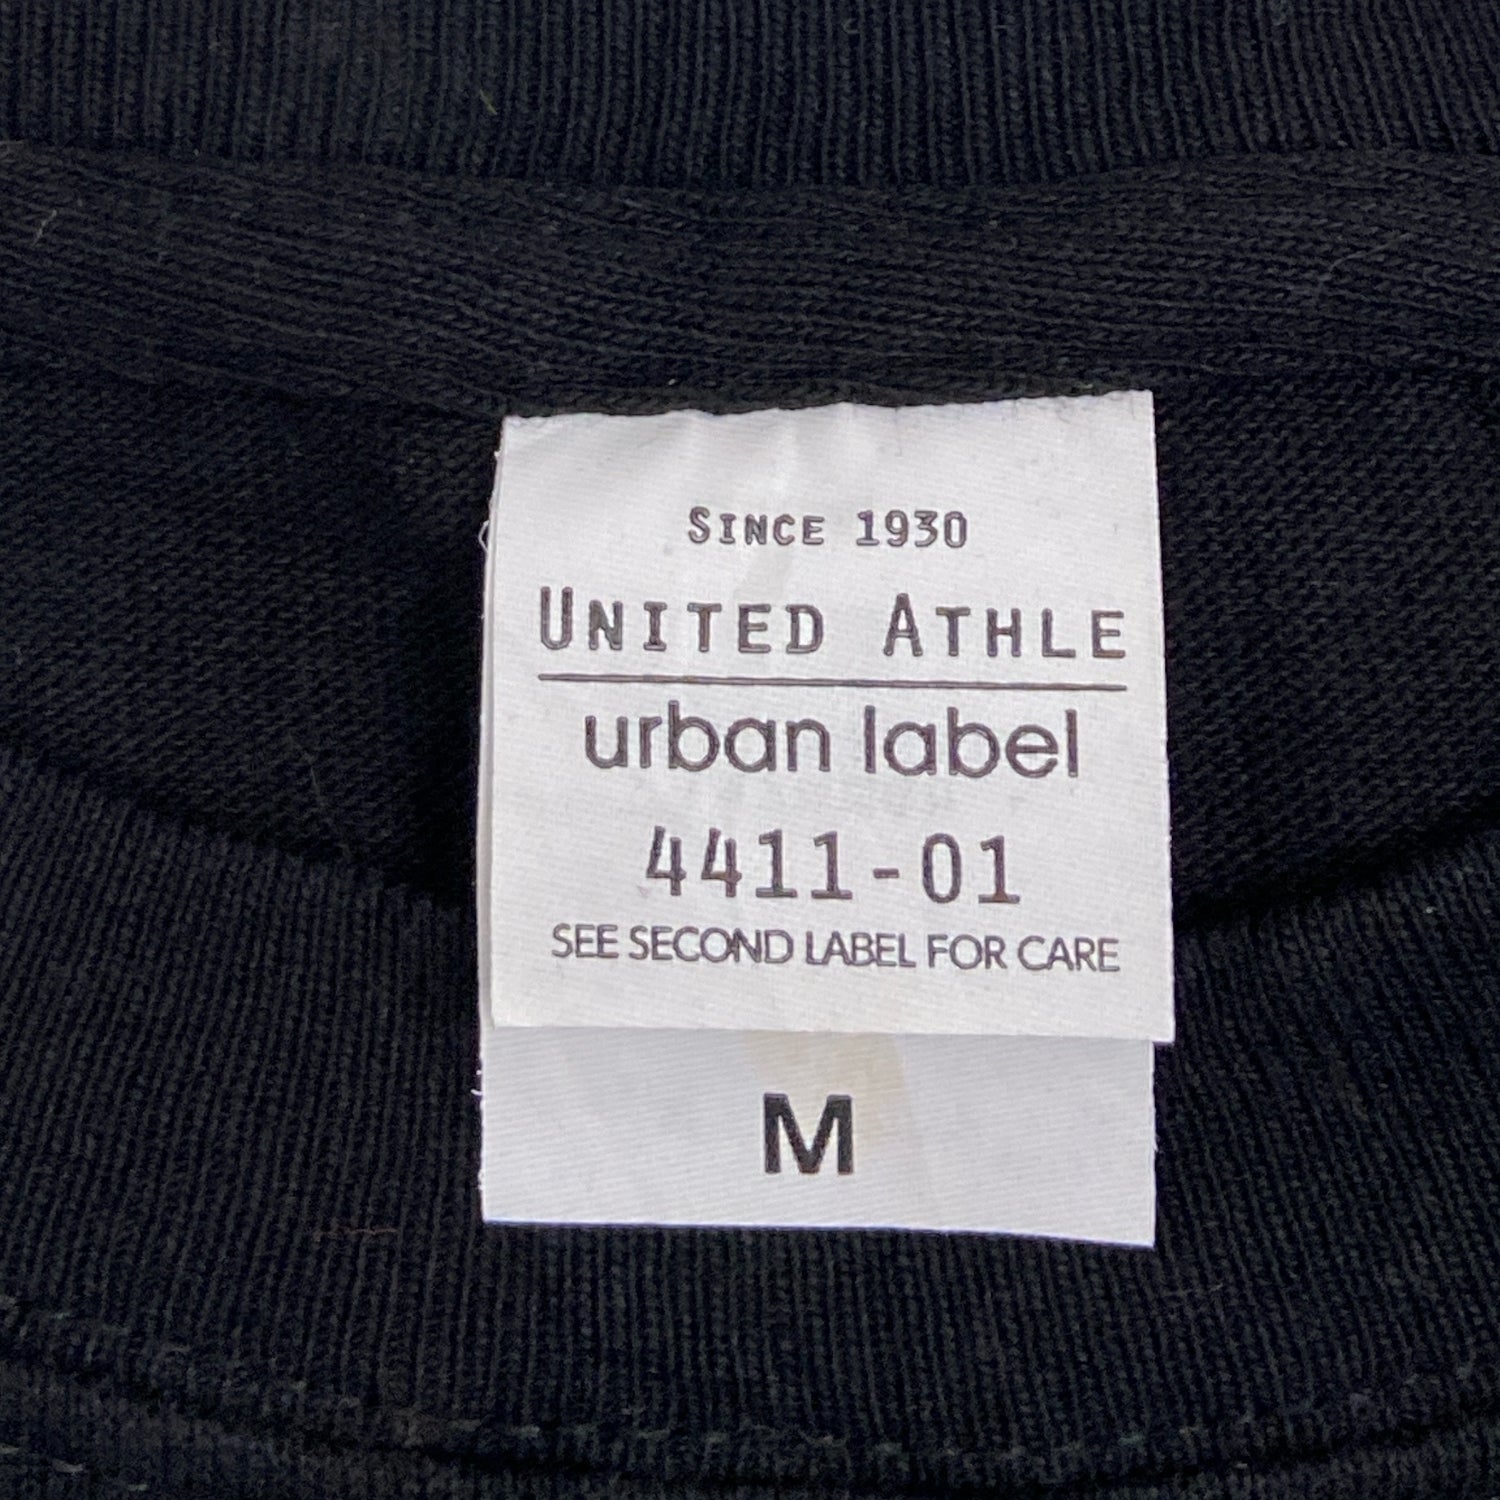 SINCE 1930
UNITED ATHLE
urban label
4411-01
SEE SECOND LABEL FOR CARE
M